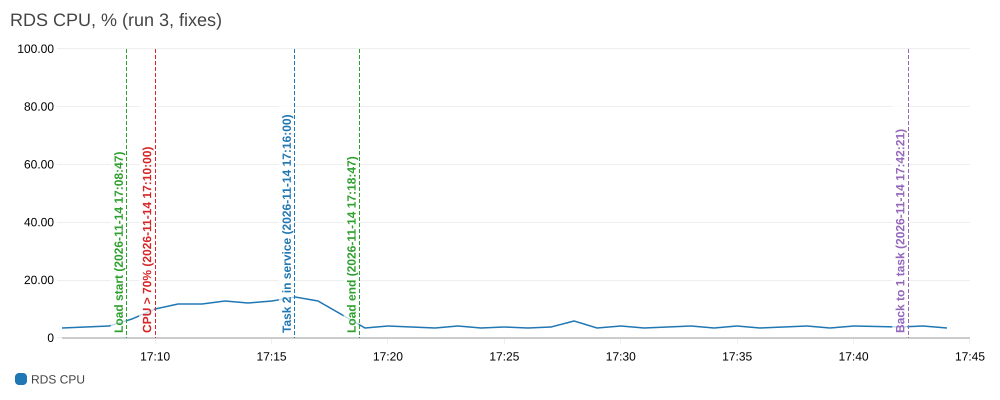 RDS CPU, % (run 3, fixes)
100.00
80.00
60.00
40.00
20.00
0
Load start (2026-11-14 17:08:47)
CPU > 70% (2026-11-14 17:10:00)
Task 2 in service (2026-11-14 17:16:00)
Load end (2026-11-14 17:18:47)
Back to 1 task (2026-11-14 17:42:21)
17:10
17:15
17:20
17:25
17:30
17:35
17:40
17:45
RDS CPU